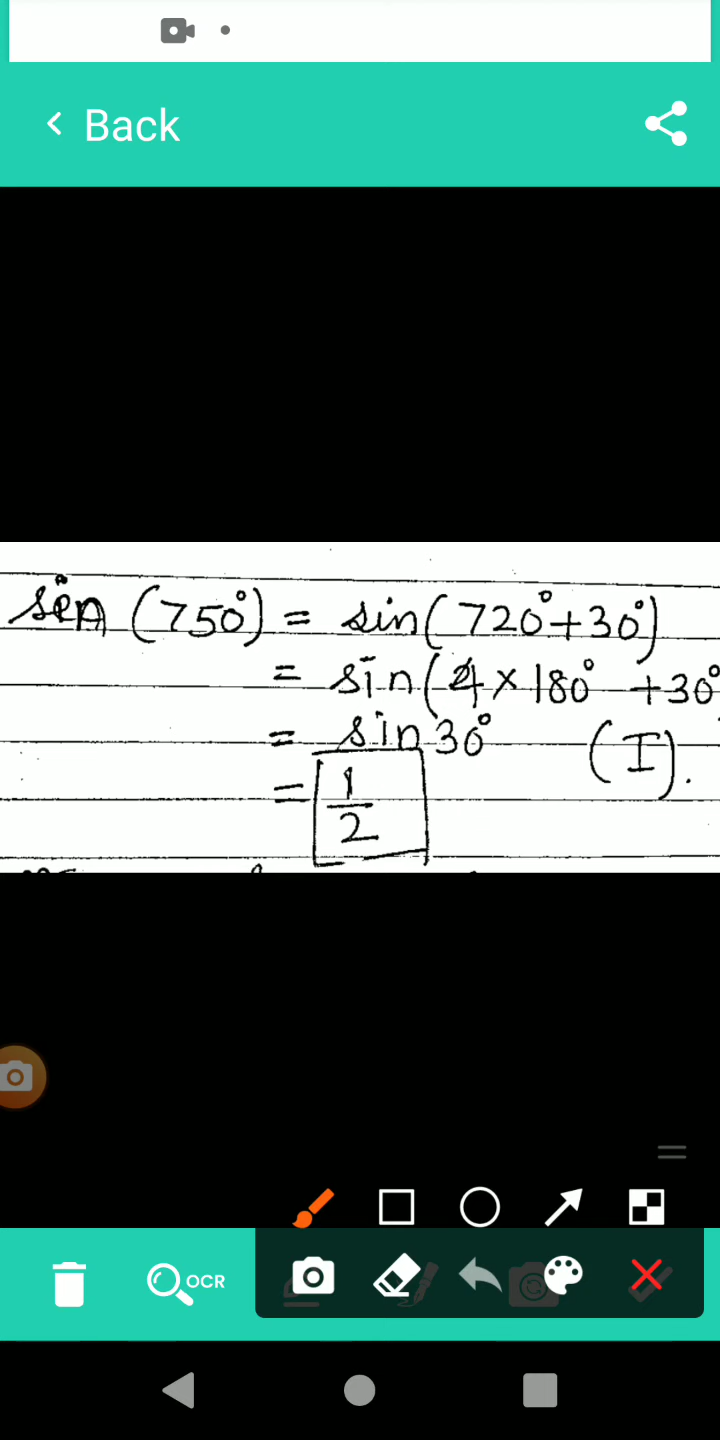 Back
sin (750°) = sin(720°+30°)
= sin(4×180° +30°
= sin 30° (I).
= 1/2
OCR